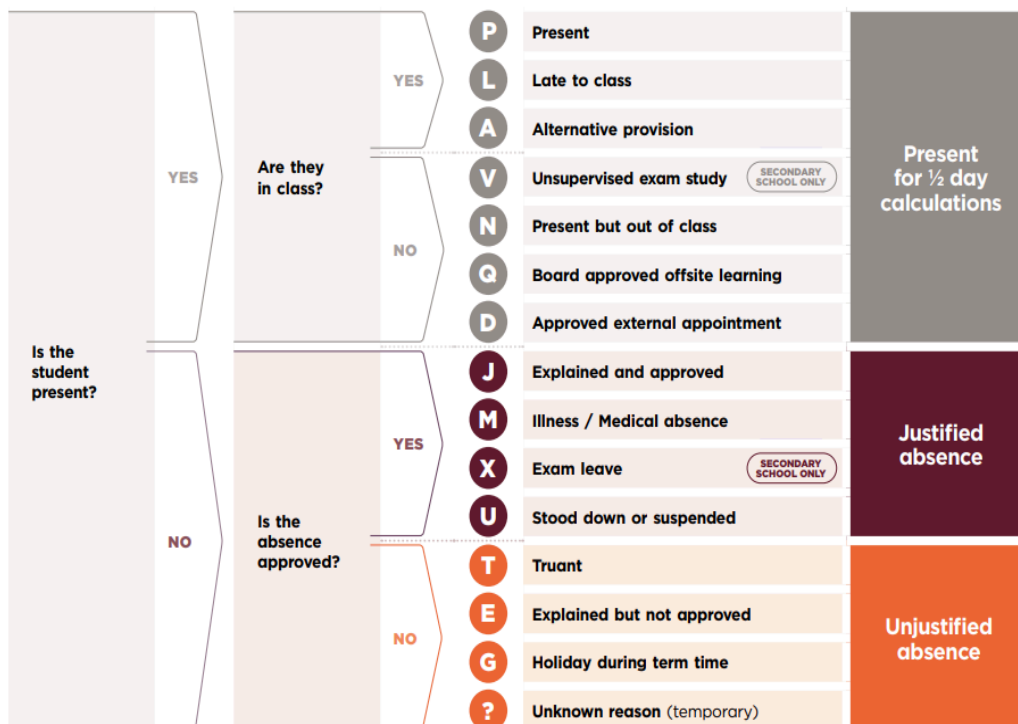 Is the
student
present?
YES
NO
Are they
in class?
YES
NO
Is the
absence
approved?
YES
NO
P Present
L Late to class
A Alternative provision
V Unsupervised exam study SECONDARY
SCHOOL ONLY
N Present but out of class
Q Board approved offsite learning
D Approved external appointment
Present
for ½ day
calculations
J Explained and approved
M Illness / Medical absence
X Exam leave SECONDARY
SCHOOL ONLY
U Stood down or suspended
Justified
absence
T Truant
E Explained but not approved
G Holiday during term time
? Unknown reason (temporary)
Unjustified
absence